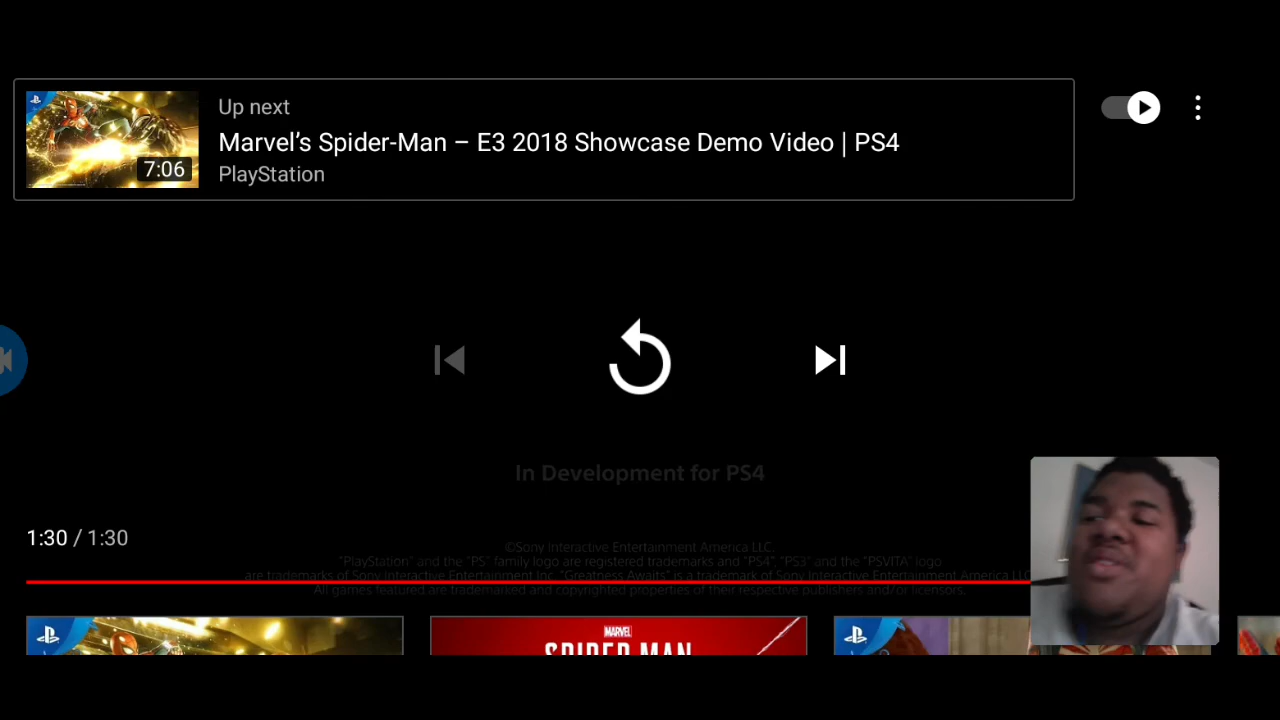 Up next
Marvel’s Spider-Man – E3 2018 Showcase Demo Video | PS4
7:06
PlayStation
In Development for PS4
1:30 / 1:30
©Sony Interactive Entertainment America LLC.
"PlayStation" and the "PS" family logo are registered trademarks and "PS4", "PS3" and the "PSVITA" logo
are trademarks of Sony Interactive Entertainment Inc. "Greatness Awaits" is a trademark of Sony Interactive Entertainment America
All games featured are trademarked and copyrighted properties of their respective publishers and/or licensors.
MARVEL
SPIDER-MAN